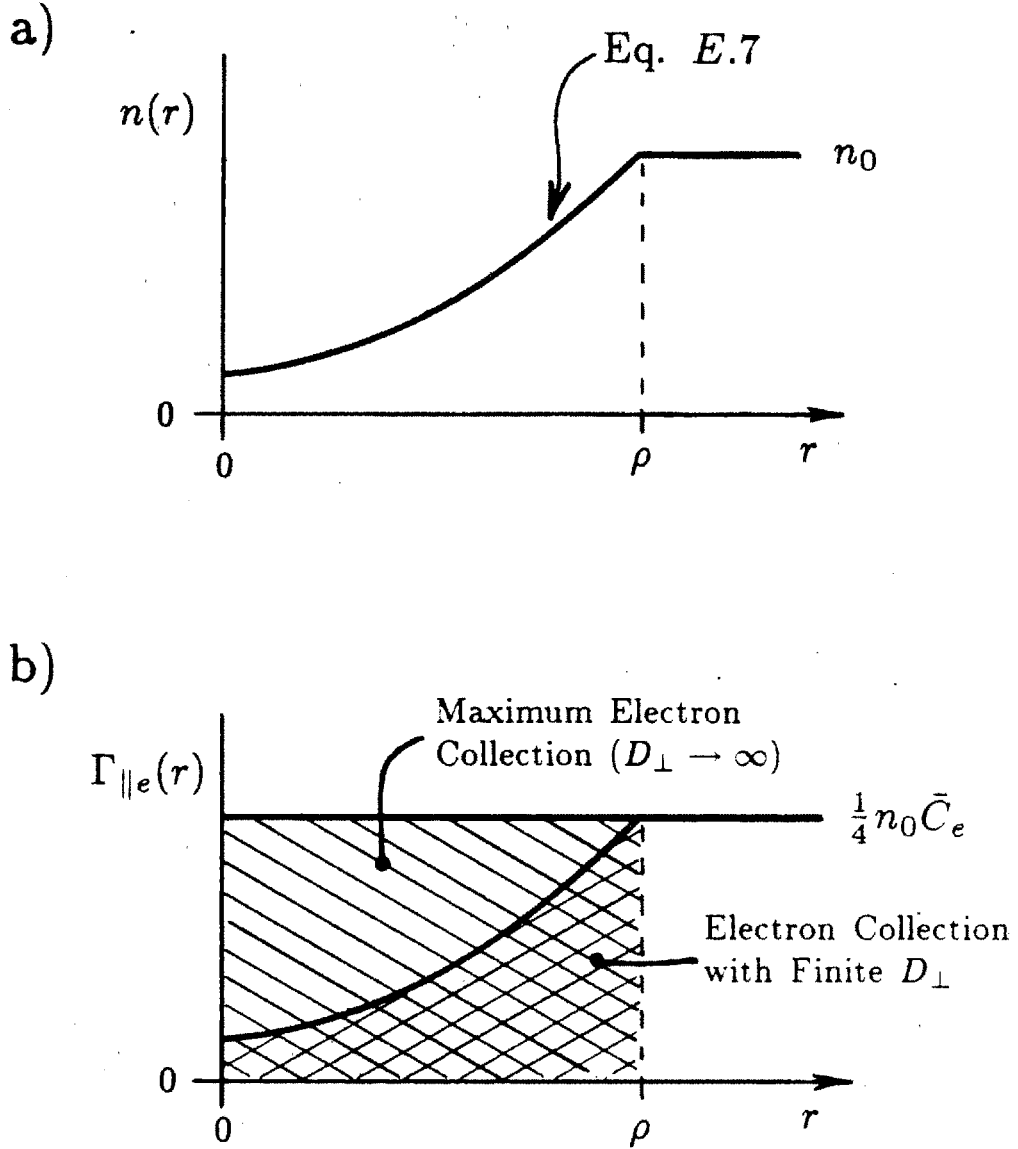 a)
Eq. E.7
n(r)
n₀
0
0
ρ
r
b)
Maximum Electron
Collection (D⊥ → ∞)
Γ∥e(r)
¼n₀C̄e
Electron Collection
with Finite D⊥
0
0
ρ
r